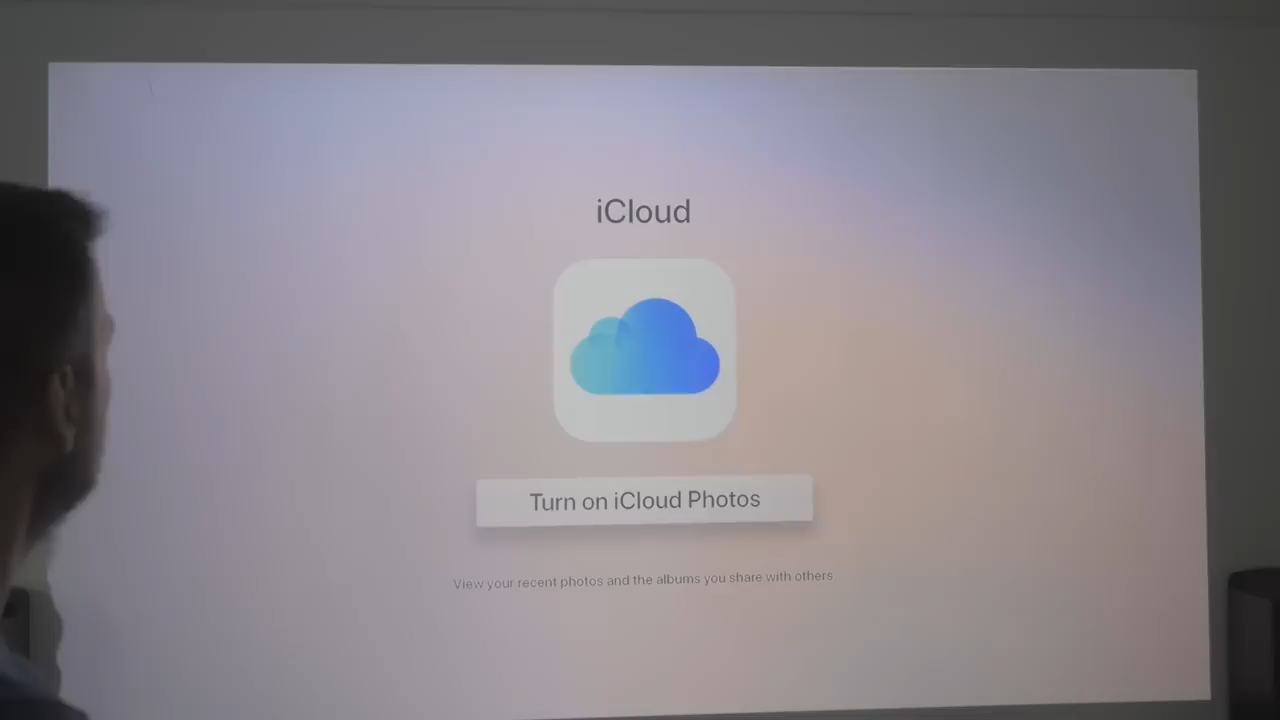 iCloud
Turn on iCloud Photos
View your recent photos and the albums you share with others.